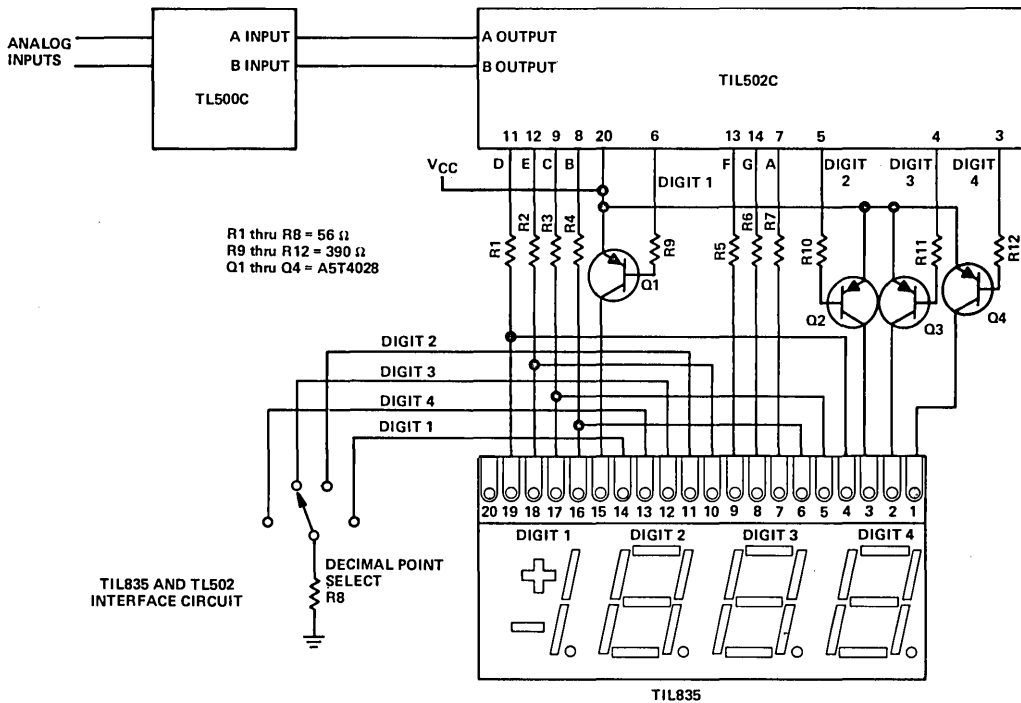 ANALOG
INPUTS
A INPUT
B INPUT
TL500C
A OUTPUT
B OUTPUT
TIL502C
11 12 9 8 20 6 13 14 7 5 4 3
D E C B F G A
VCC
DIGIT 1
DIGIT
2
DIGIT
3
DIGIT
4
R1 R2 R3 R4 R9 R5 R6 R7 R10 R11 R12
R1 thru R8 = 56 Ω
R9 thru R12 = 390 Ω
Q1 thru Q4 = A5T4028
Q1 Q2 Q3 Q4
DIGIT 2
DIGIT 3
DIGIT 4
DIGIT 1
20 19 18 17 16 15 14 13 12 11 10 9 8 7 6 5 4 3 2 1
DIGIT 1 DIGIT 2 DIGIT 3 DIGIT 4
DECIMAL POINT
SELECT
R8
TIL835 AND TL502
INTERFACE CIRCUIT
TIL835